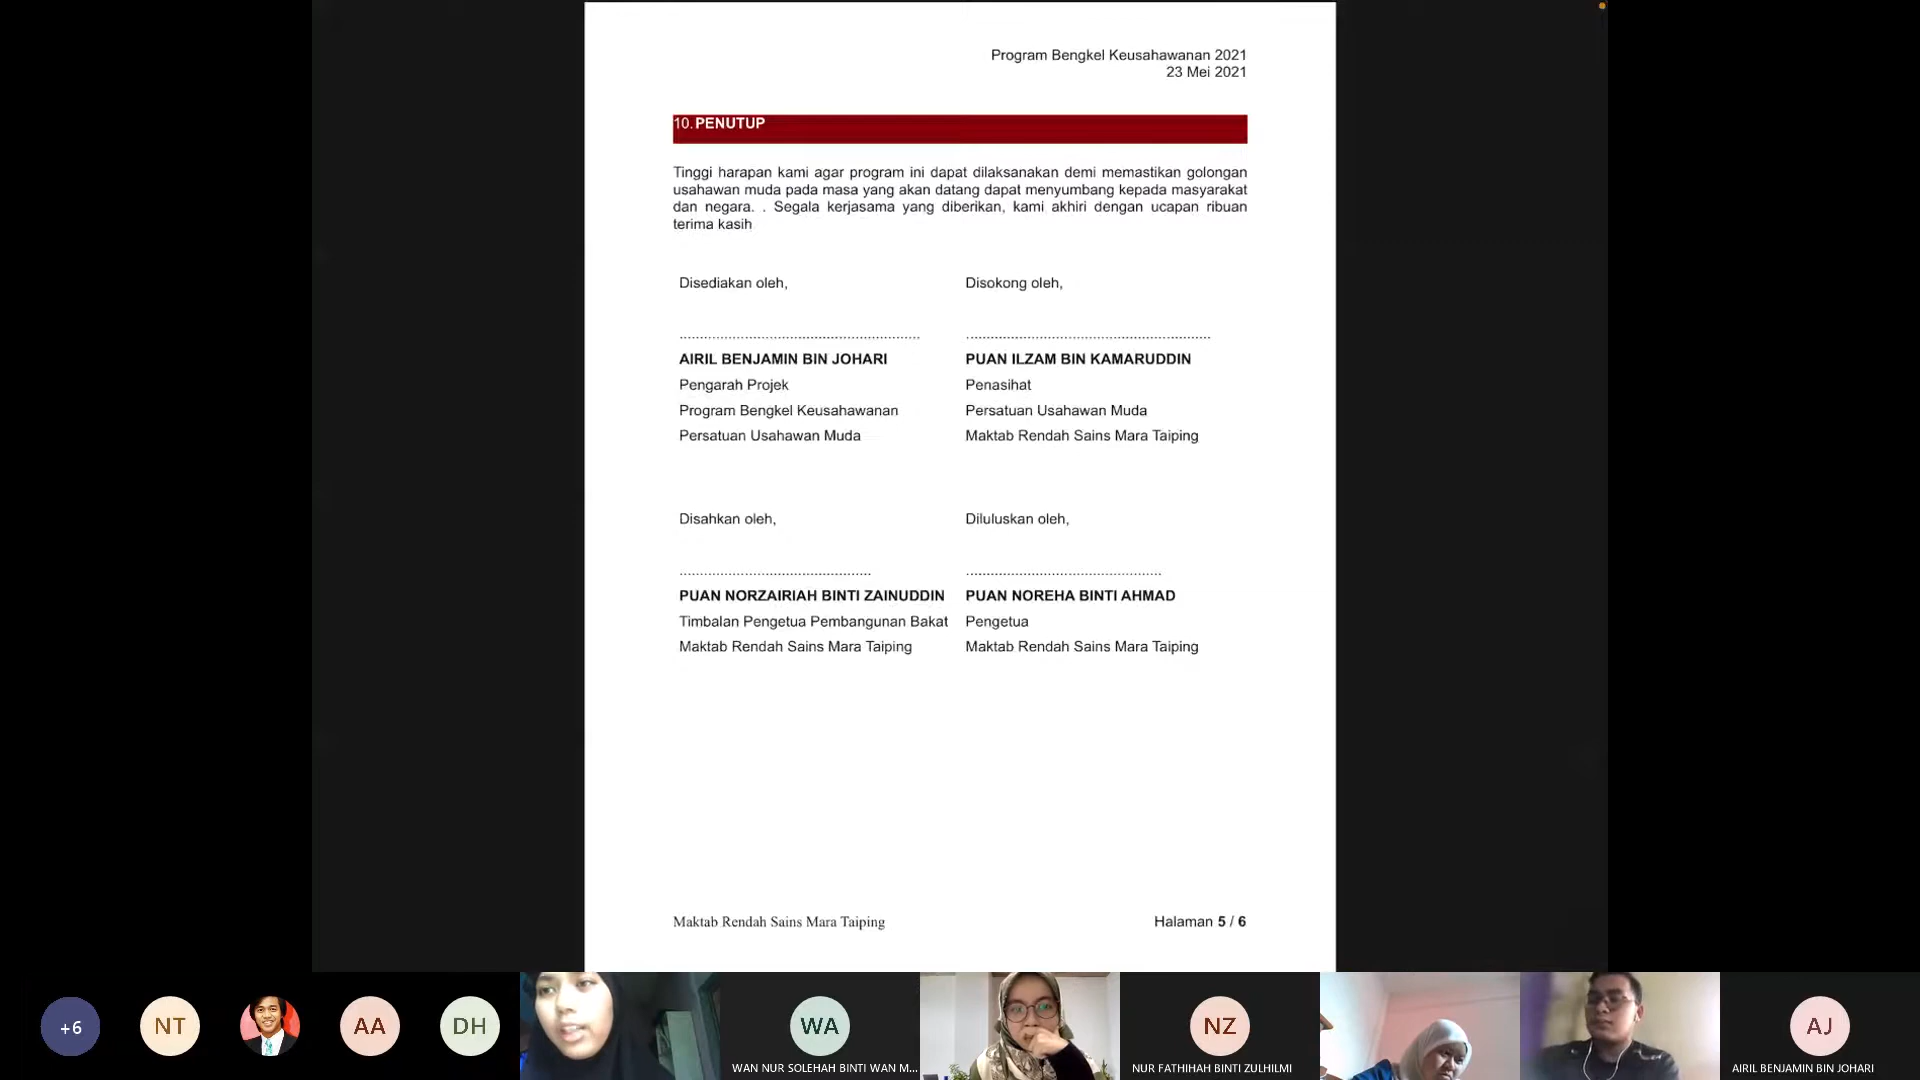 Program Bengkel Keusahawanan 2021
23 Mei 2021
10. PENUTUP
Tinggi harapan kami agar program ini dapat dilaksanakan demi memastikan golongan
usahawan muda pada masa yang akan datang dapat menyumbang kepada masyarakat
dan negara. . Segala kerjasama yang diberikan, kami akhiri dengan ucapan ribuan
terima kasih
Disediakan oleh,
Disokong oleh,
AIRIL BENJAMIN BIN JOHARI
PUAN ILZAM BIN KAMARUDDIN
Pengarah Projek
Penasihat
Program Bengkel Keusahawanan
Persatuan Usahawan Muda
Persatuan Usahawan Muda
Maktab Rendah Sains Mara Taiping
Disahkan oleh,
Diluluskan oleh,
PUAN NORZAIRIAH BINTI ZAINUDDIN
PUAN NOREHA BINTI AHMAD
Timbalan Pengetua Pembangunan Bakat
Pengetua
Maktab Rendah Sains Mara Taiping
Maktab Rendah Sains Mara Taiping
Maktab Rendah Sains Mara Taiping
Halaman 5 / 6
+6
NT
AA
DH
WA
WAN NUR SOLEHAH BINTI WAN M...
NZ
NUR FATHIHAH BINTI ZULHILMI
AJ
AIRIL BENJAMIN BIN JOHARI